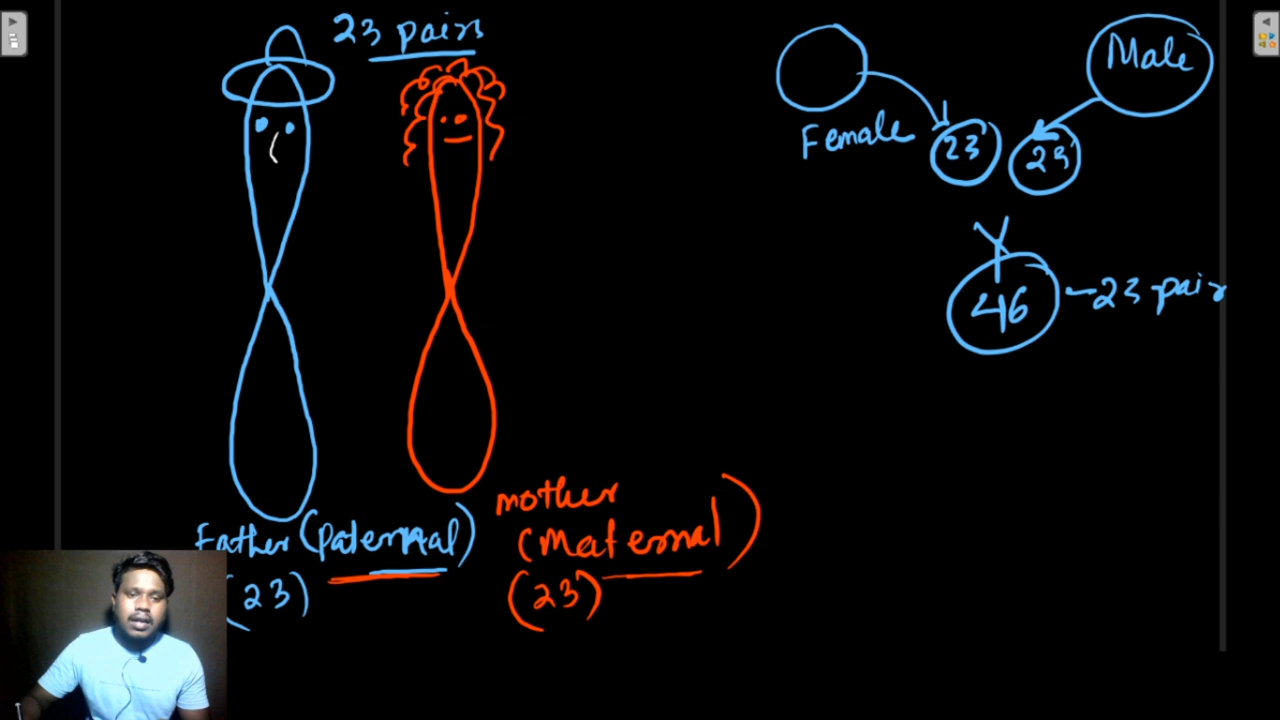 23 pairs
Father (Paternal)
(23)
mother
(Maternal)
(23)
Male
Female
23
23
46
23 pair